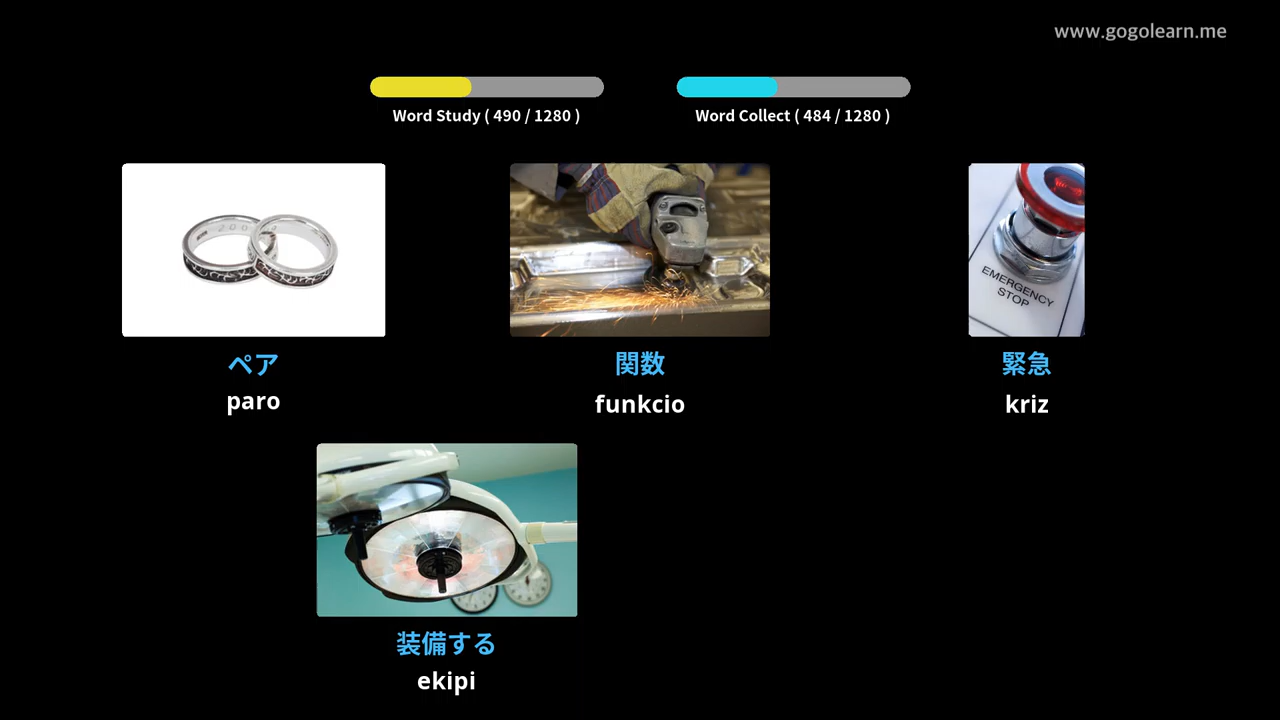 www.gogolearn.me
Word Study ( 490 / 1280 )
Word Collect ( 484 / 1280 )
EMERGENCY
STOP
ペア
paro
関数
funkcio
緊急
kriz
装備する
ekipi